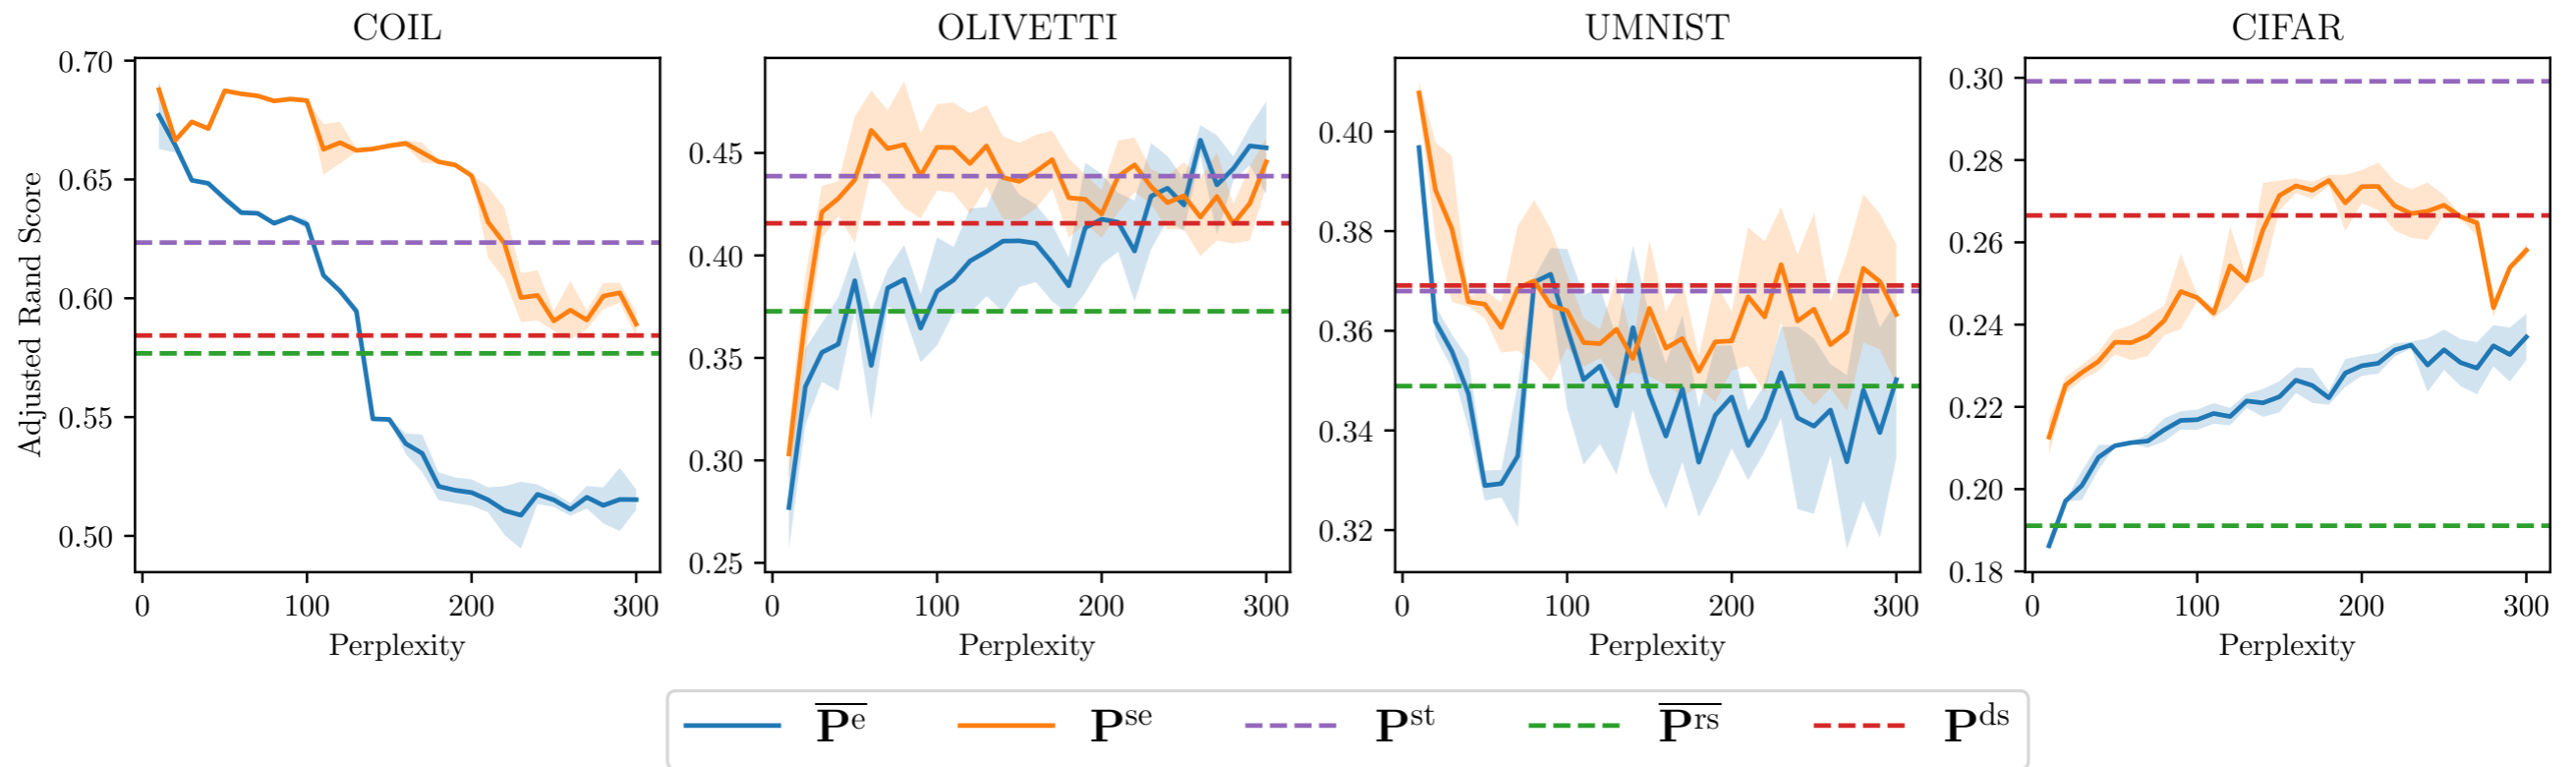 COIL OLIVETTI UMNIST CIFAR
Adjusted Rand Score
0.70
0.65
0.60
0.55
0.50
0 100 200 300
Perplexity
0.45
0.40
0.35
0.30
0.25
0 100 200 300
Perplexity
0.40
0.38
0.36
0.34
0.32
0 100 200 300
Perplexity
0.30
0.28
0.26
0.24
0.22
0.20
0.18
0 100 200 300
Perplexity
P̅ᵉ Pˢᵉ Pˢᵗ P̅ʳˢ Pᵈˢ